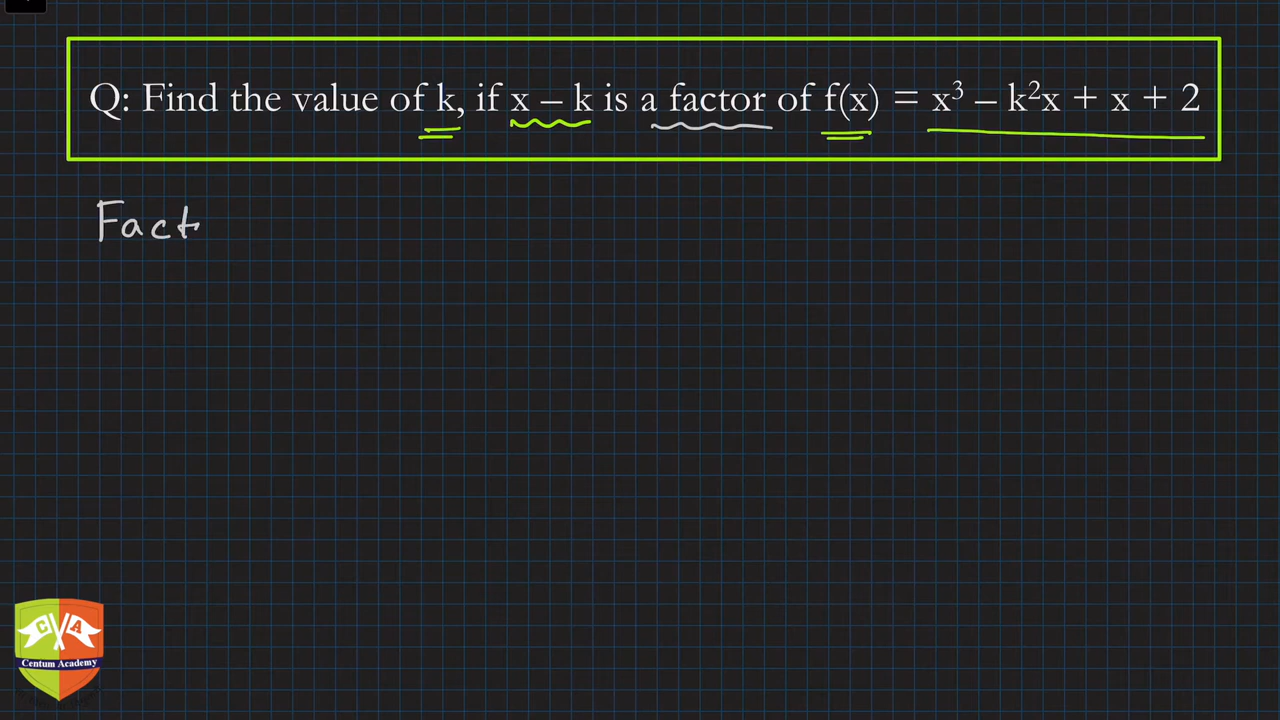 Q: Find the value of k, if x – k is a factor of f(x) = x³ – k²x + x + 2
Fact
C A
Centum Academy